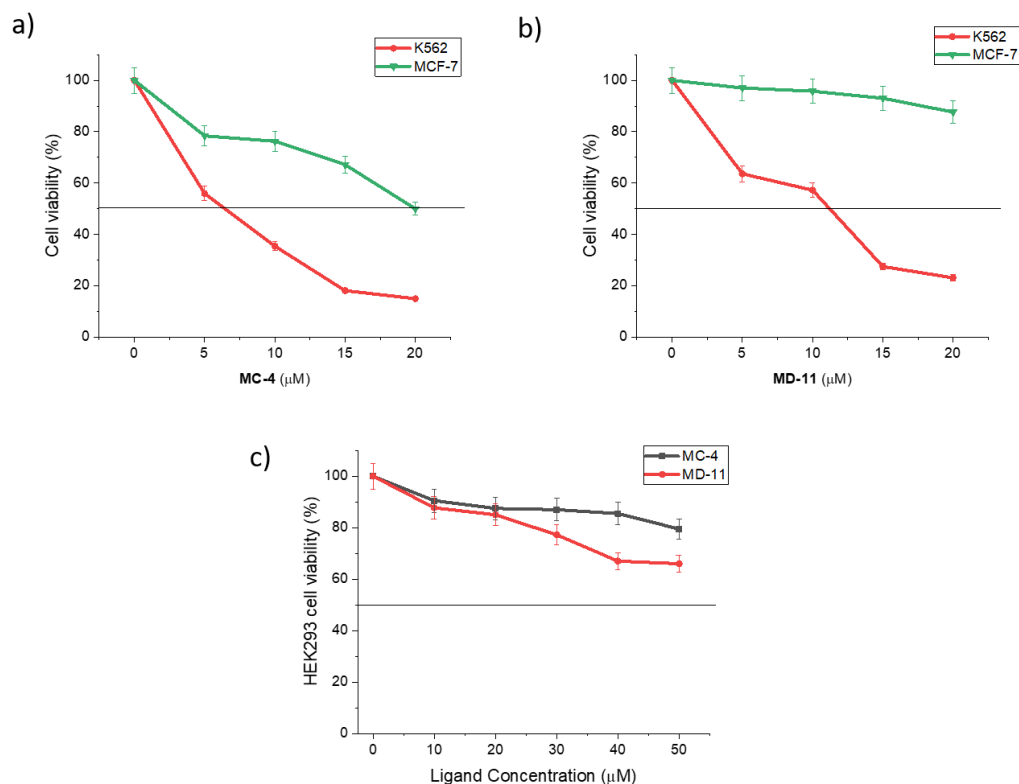 a)
K562
MCF-7
100
80
60
40
20
0
Cell viability (%)
0 5 10 15 20
MC-4 (μM)
b)
K562
MCF-7
100
80
60
40
20
0
Cell viability (%)
0 5 10 15 20
MD-11 (μM)
c)
MC-4
MD-11
100
80
60
40
20
0
HEK293 cell viability (%)
0 10 20 30 40 50
Ligand Concentration (μM)